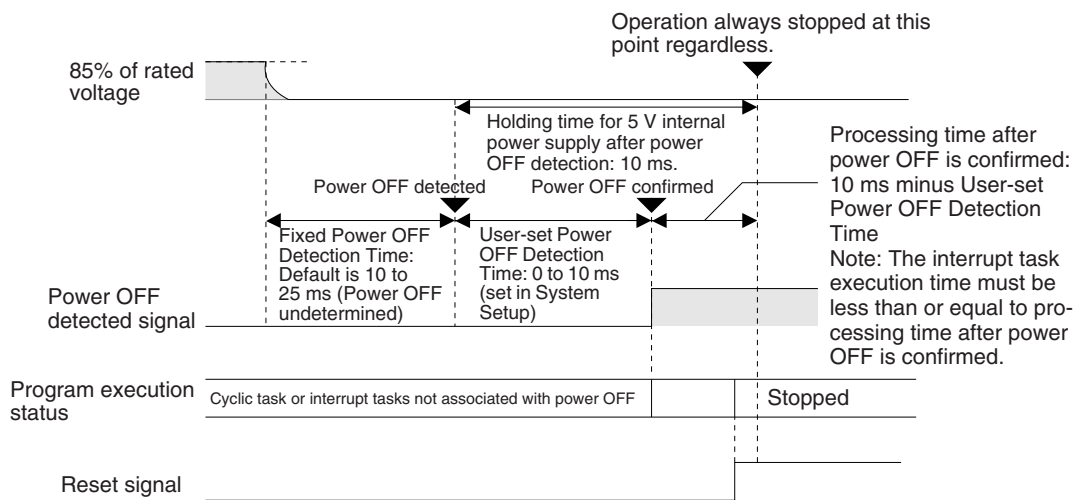 Operation always stopped at this
point regardless.
85% of rated
voltage
Holding time for 5 V internal
power supply after power
OFF detection: 10 ms.
Processing time after
power OFF is confirmed:
10 ms minus User-set
Power OFF Detection
Time
Note: The interrupt task
execution time must be
less than or equal to pro-
cessing time after power
OFF is confirmed.
Power OFF detected
Power OFF confirmed
Fixed Power OFF
Detection Time:
Default is 10 to
25 ms (Power OFF
undetermined)
User-set Power
OFF Detection
Time: 0 to 10 ms
(set in System
Setup)
Power OFF
detected signal
Program execution
status
Cyclic task or interrupt tasks not associated with power OFF
Stopped
Reset signal